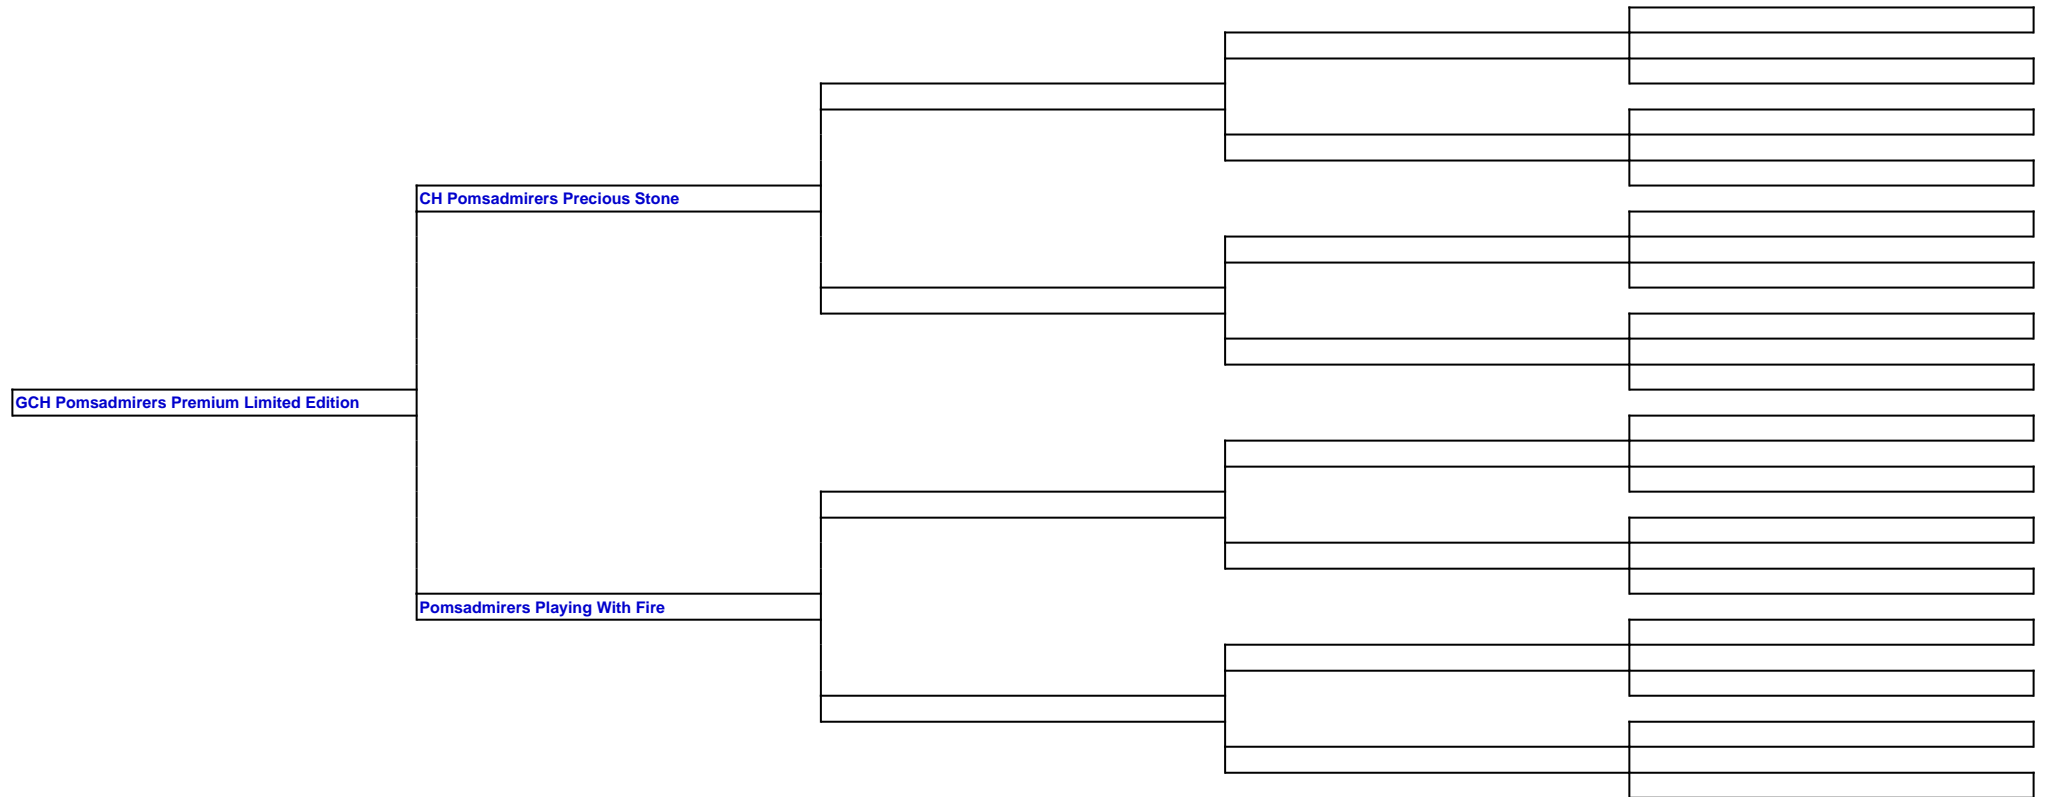 CH Pomsadmirers Precious Stone
GCH Pomsadmirers Premium Limited Edition
Pomsadmirers Playing With Fire